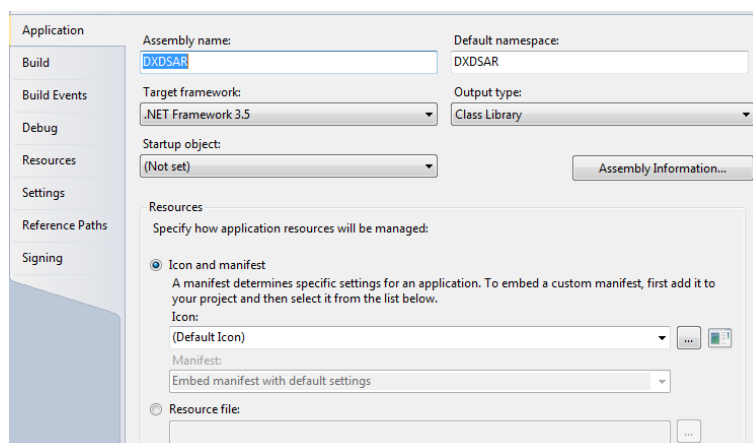 Application
Build
Build Events
Debug
Resources
Settings
Reference Paths
Signing
Assembly name:
Default namespace:
DXDSAR
DXDSAR
Target framework:
Output type:
.NET Framework 3.5
Class Library
Startup object:
(Not set)
Assembly Information...
Resources
Specify how application resources will be managed:
Icon and manifest
A manifest determines specific settings for an application. To embed a custom manifest, first add it to
your project and then select it from the list below.
Icon:
(Default Icon)
...
Manifest:
Embed manifest with default settings
Resource file:
...